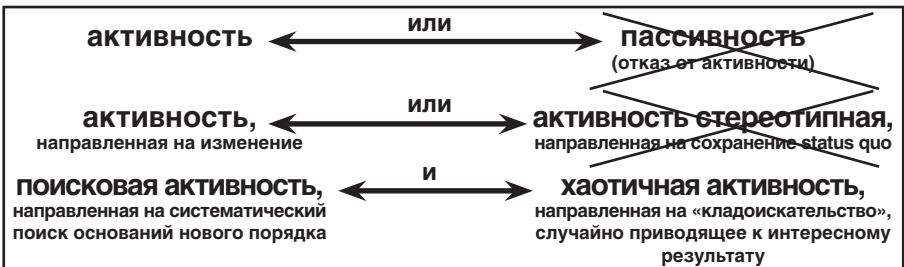 активность или пассивность
(отказ от активности)
активность, или активность стереотипная,
направленная на изменение направленная на сохранение status quo
поисковая активность, и хаотичная активность,
направленная на систематический направленная на «кладоискательство»,
поиск оснований нового порядка случайно приводящее к интересному
результату